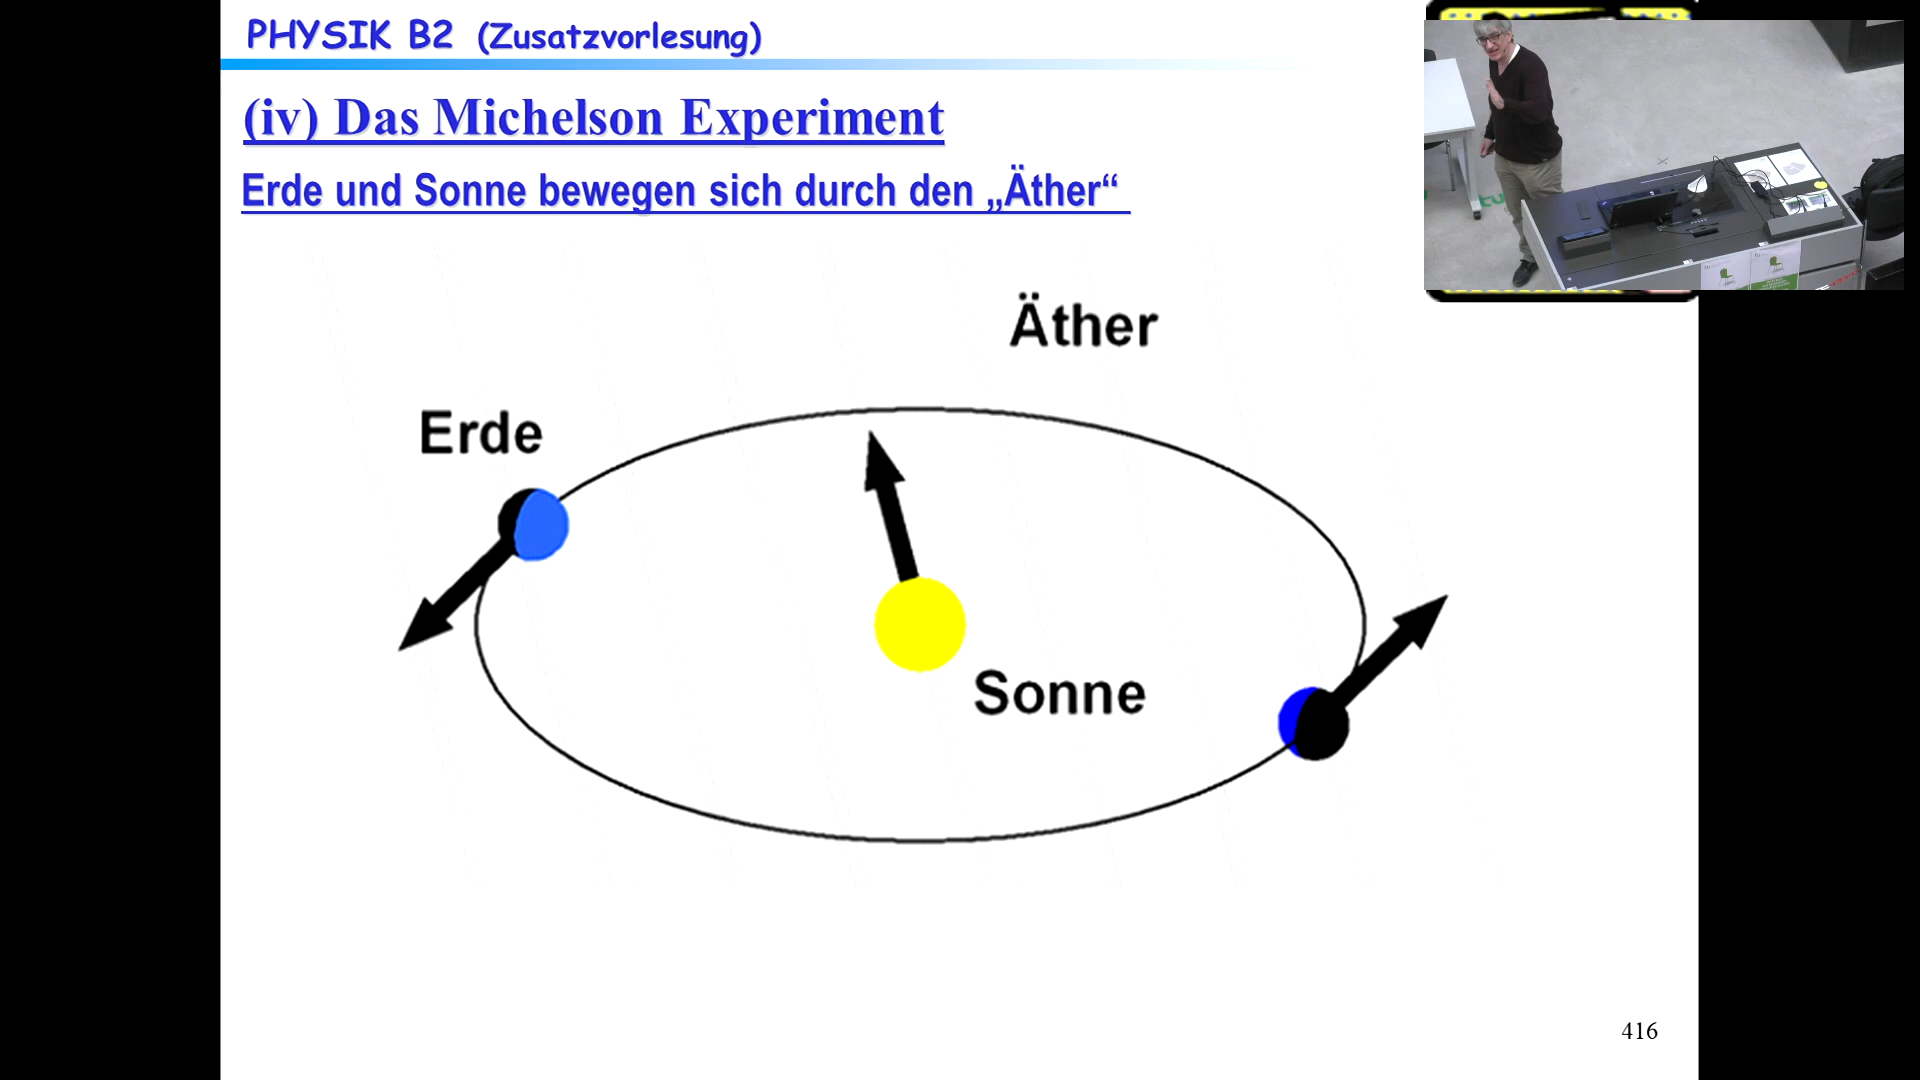 PHYSIK B2 (Zusatzvorlesung)
(iv) Das Michelson Experiment
Erde und Sonne bewegen sich durch den „Äther“
Äther
Erde
Sonne
tu
416